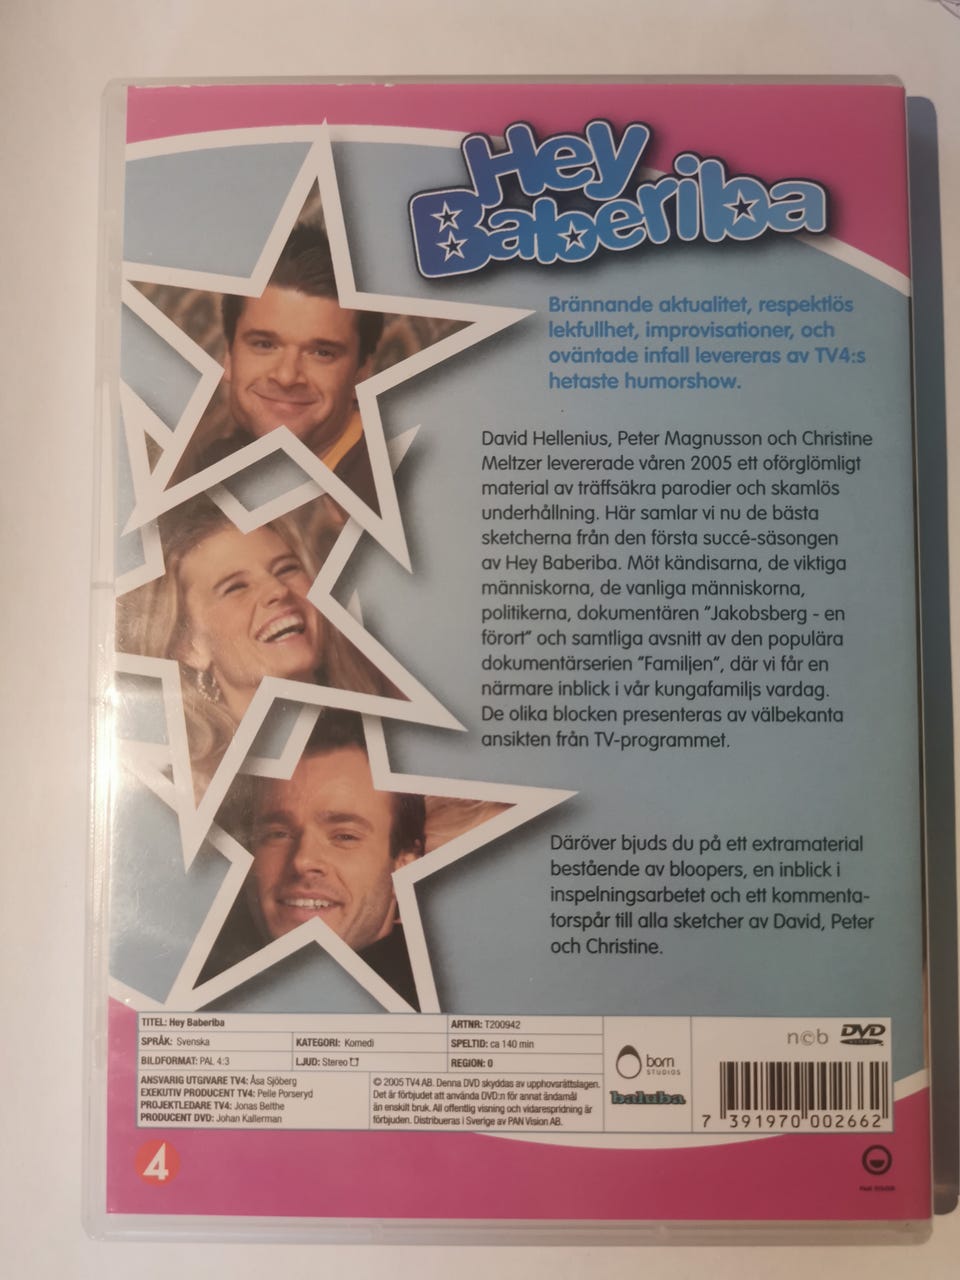 Hey
Baberiba
Brännande aktualitet, respektlös
lekfullhet, improvisationer, och
oväntade infall levereras av TV4:s
hetaste humorshow.
David Hellenius, Peter Magnusson och Christine
Meltzer levererade våren 2005 ett oförglömligt
material av träffsäkra parodier och skamlös
underhållning. Här samlar vi nu de bästa
sketcherna från den första succé-säsongen
av Hey Baberiba. Möt kändisarna, de viktiga
människorna, de vanliga människorna,
politikerna, dokumentären "Jakobsberg - en
förort" och samtliga avsnitt av den populära
dokumentärserien "Familjen", där vi får en
närmare inblick i vår kungafamiljs vardag.
De olika blocken presenteras av välbekanta
ansikten från TV-programmet.
Däröver bjuds du på ett extramaterial
bestående av bloopers, en inblick i
inspelningsarbetet och ett kommenta-
torspår till alla sketcher av David, Peter
och Christine.
TITEL: Hey Baberiba
ARTNR: T200942
SPRÅK: Svenska
KATEGORI: Komedi
SPELTID: ca 140 min
BILDFORMAT: PAL 4:3
LJUD: Stereo
REGION: 0
ANSVARIG UTGIVARE TV4: Åsa Sjöberg
EXEKUTIV PRODUCENT TV4: Pelle Porseryd
PROJEKTLEDARE TV4: Jonas Belthe
PRODUCENT DVD: Johan Kallerman
© 2005 TV4 AB. Denna DVD skyddas av upphovsrättslagen.
Det är förbjudet att använda DVD:n för annat ändamål
än enskilt bruk. All offentlig visning och vidarespridning är
förbjuden. Distribueras i Sverige av PAN Vision AB.
born
STUDIOS
baluba
n©b
DVD
VIDEO
7 391970 002662
4
PAN VISION